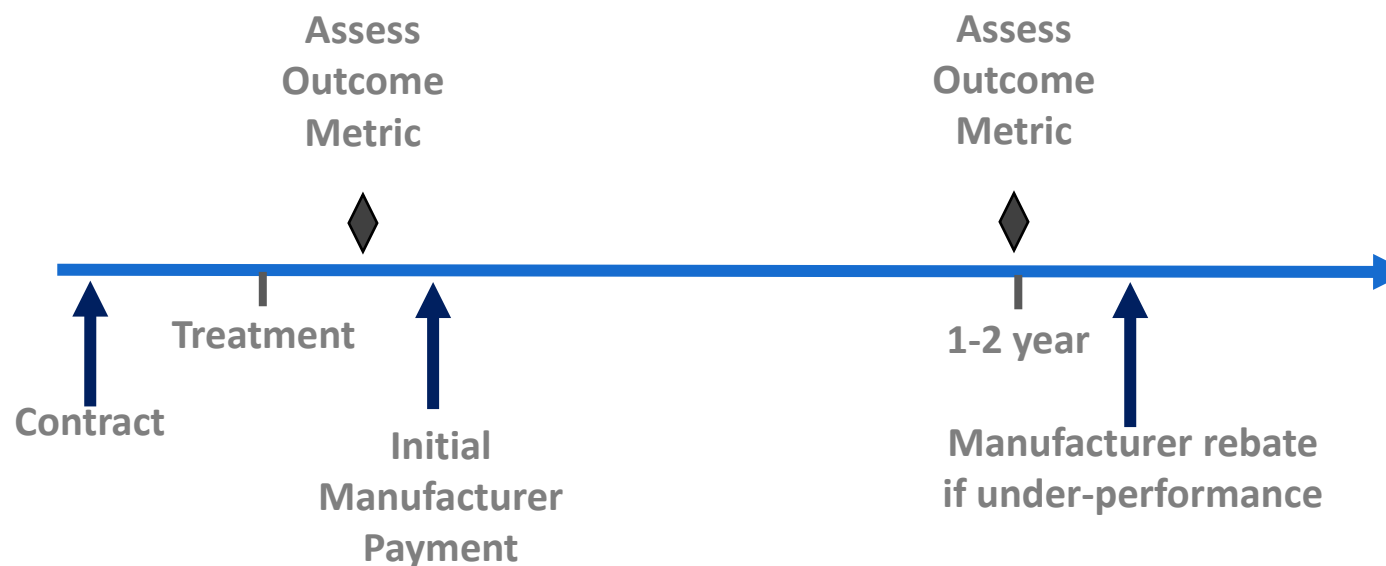 Assess
Outcome
Metric
Assess
Outcome
Metric
Treatment
1-2 year
Contract
Initial
Manufacturer
Payment
Manufacturer rebate
if under-performance